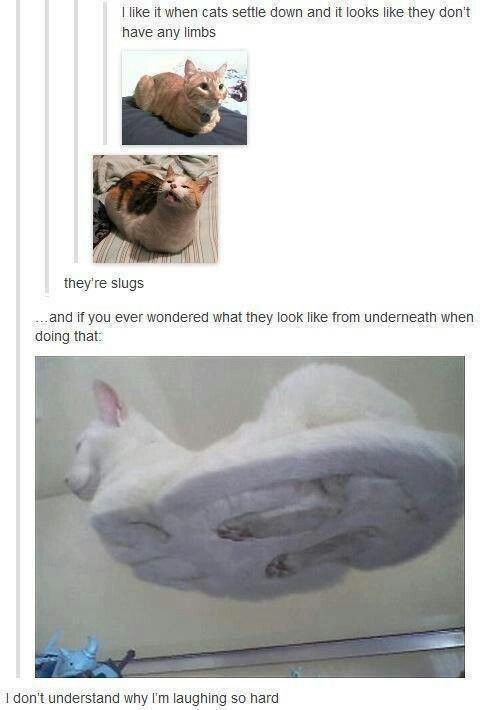 I like it when cats settle down and it looks like they don't
have any limbs
they're slugs
...and if you ever wondered what they look like from underneath when
doing that:
I don't understand why I'm laughing so hard